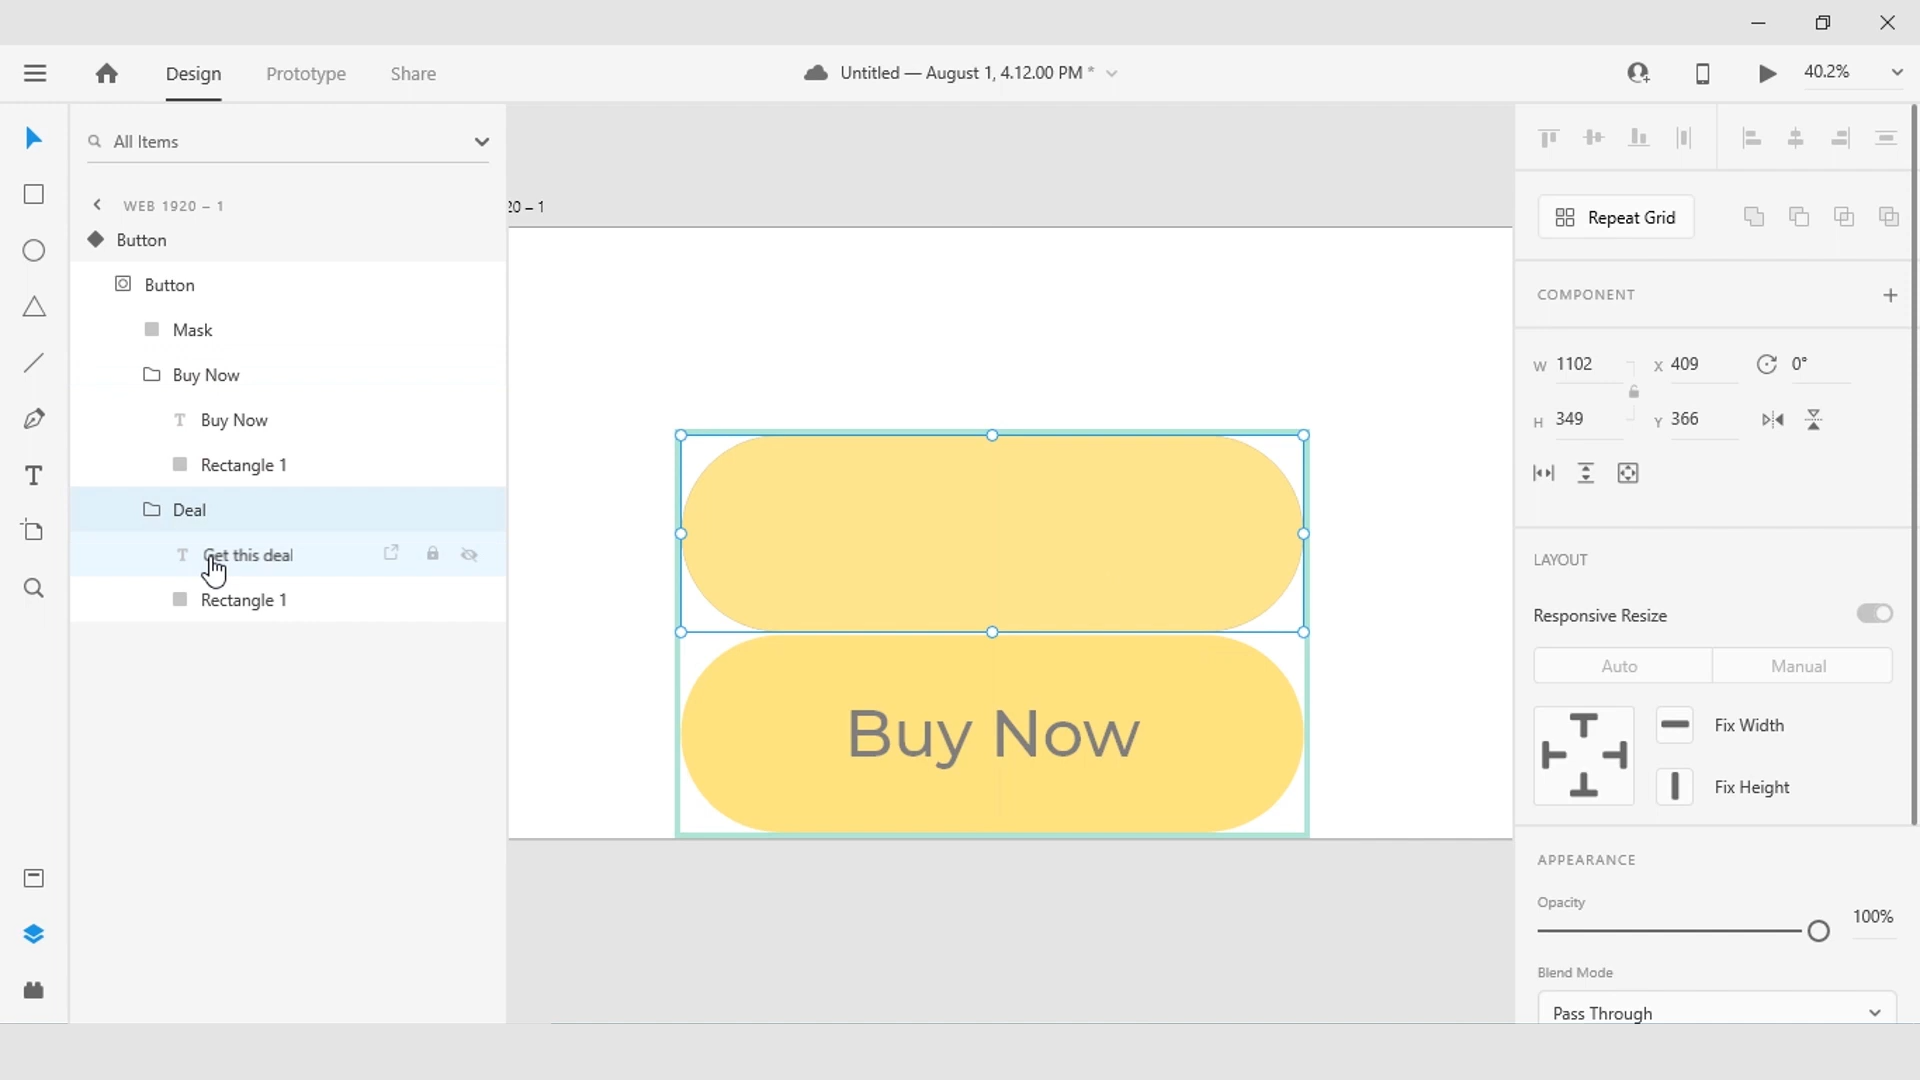 Design Prototype Share
Untitled — August 1, 4.12.00 PM *
40.2%
All Items
WEB 1920 – 1
20 – 1
Button
Button
Mask
Buy Now
T Buy Now
Rectangle 1
Deal
T Get this deal
Rectangle 1
T
Buy Now
Repeat Grid
COMPONENT
W 1102 X 409 0°
H 349 Y 366
LAYOUT
Responsive Resize
Auto Manual
Fix Width
Fix Height
APPEARANCE
Opacity
100%
Blend Mode
Pass Through